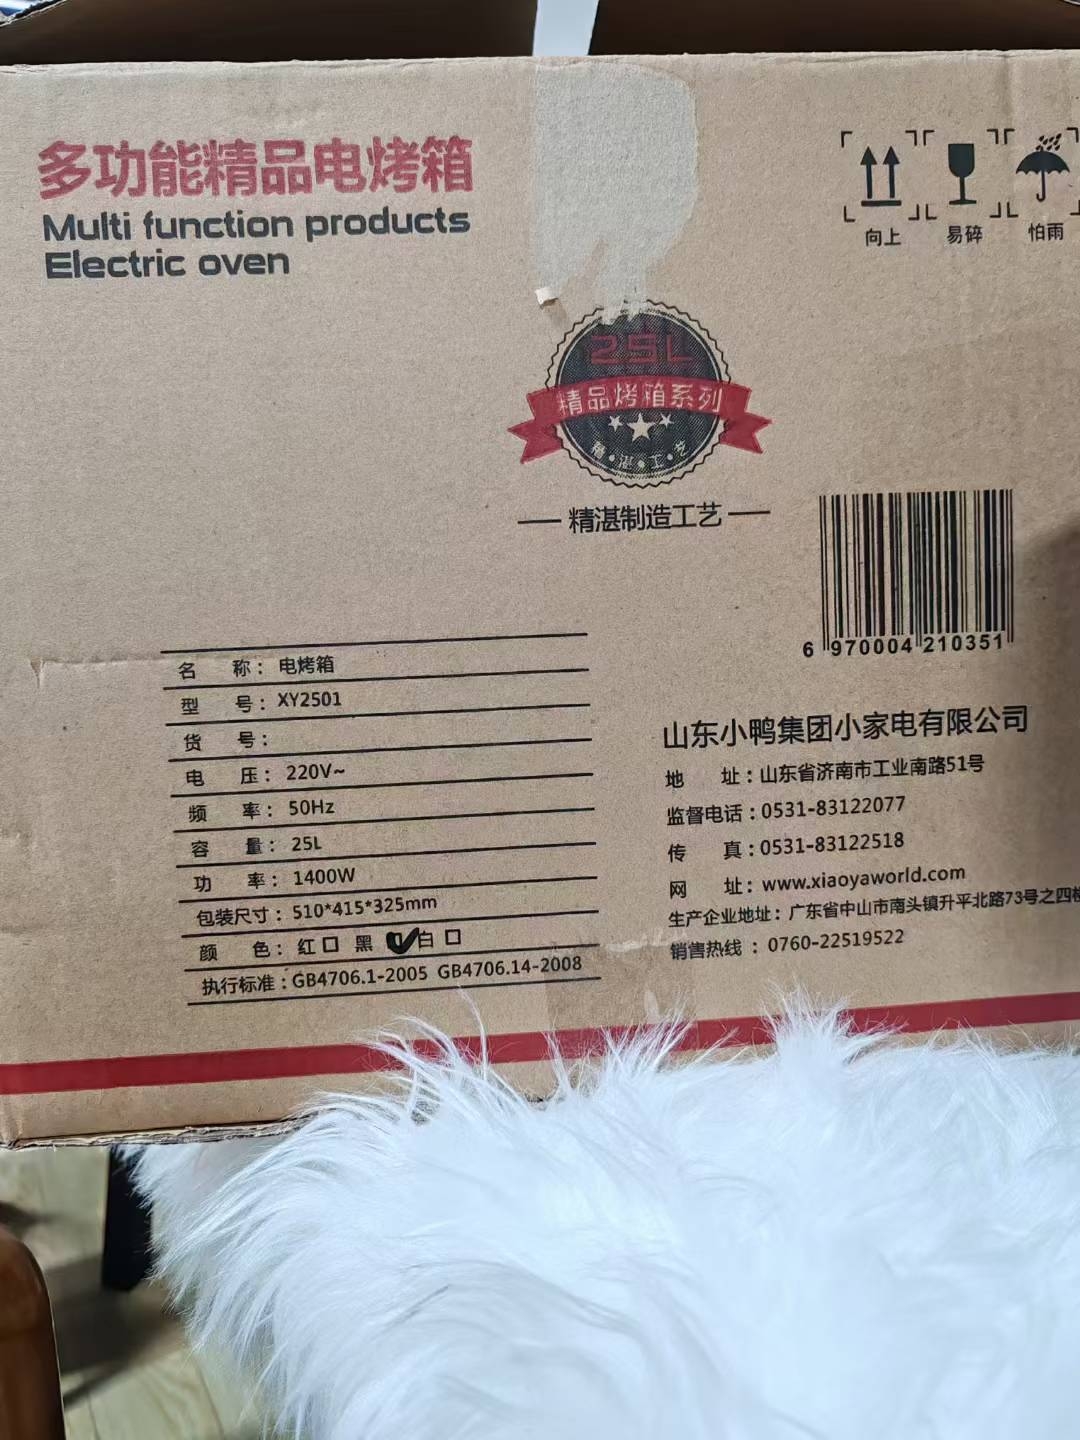 多功能精品电烤箱
Multi function products
Electric oven
向上 易碎 怕雨
25L
精品烤箱系列
精·湛·工·艺
精湛制造工艺
6 970004 210351
名 称：电烤箱
型 号：XY2501
货 号：
电 压：220V~
频 率：50Hz
容 量：25L
功 率：1400W
包装尺寸：510*415*325mm
颜 色：红口 黑口白口
执行标准：GB4706.1-2005 GB4706.14-2008
山东小鸭集团小家电有限公司
地 址：山东省济南市工业南路51号
监督电话：0531-83122077
传 真：0531-83122518
网 址：www.xiaoyaworld.com
生产企业地址：广东省中山市南头镇升平北路73号之四楼
销售热线：0760-22519522